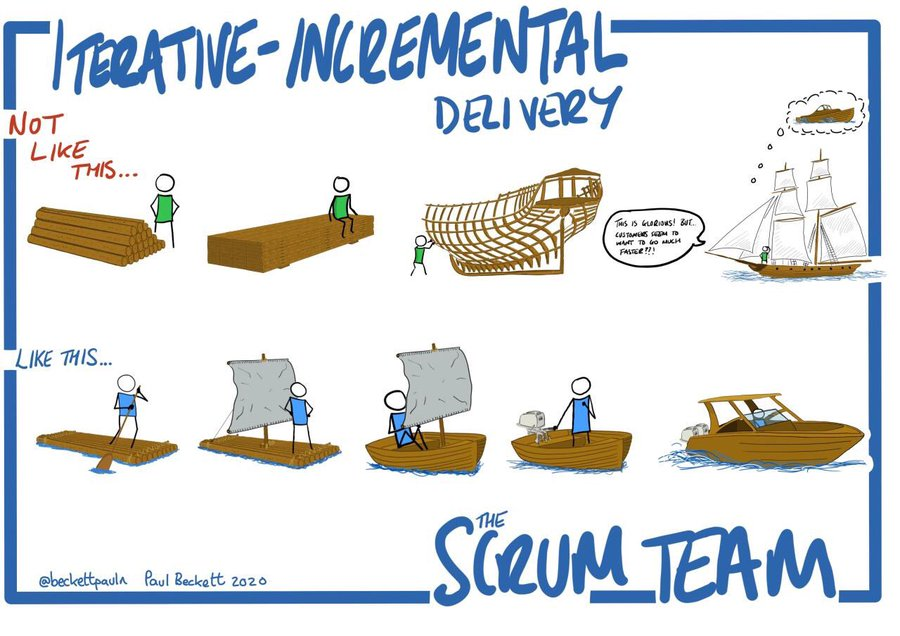 ITERATIVE-INCREMENTAL
DELIVERY
NOT
LIKE
THIS...
THIS IS GLORIOUS! BUT..
CUSTOMERS SEEM TO
WANT TO GO MUCH
FASTER??!
LIKE THIS...
THE
SCRUM TEAM
@beckettpauln Paul Beckett 2020